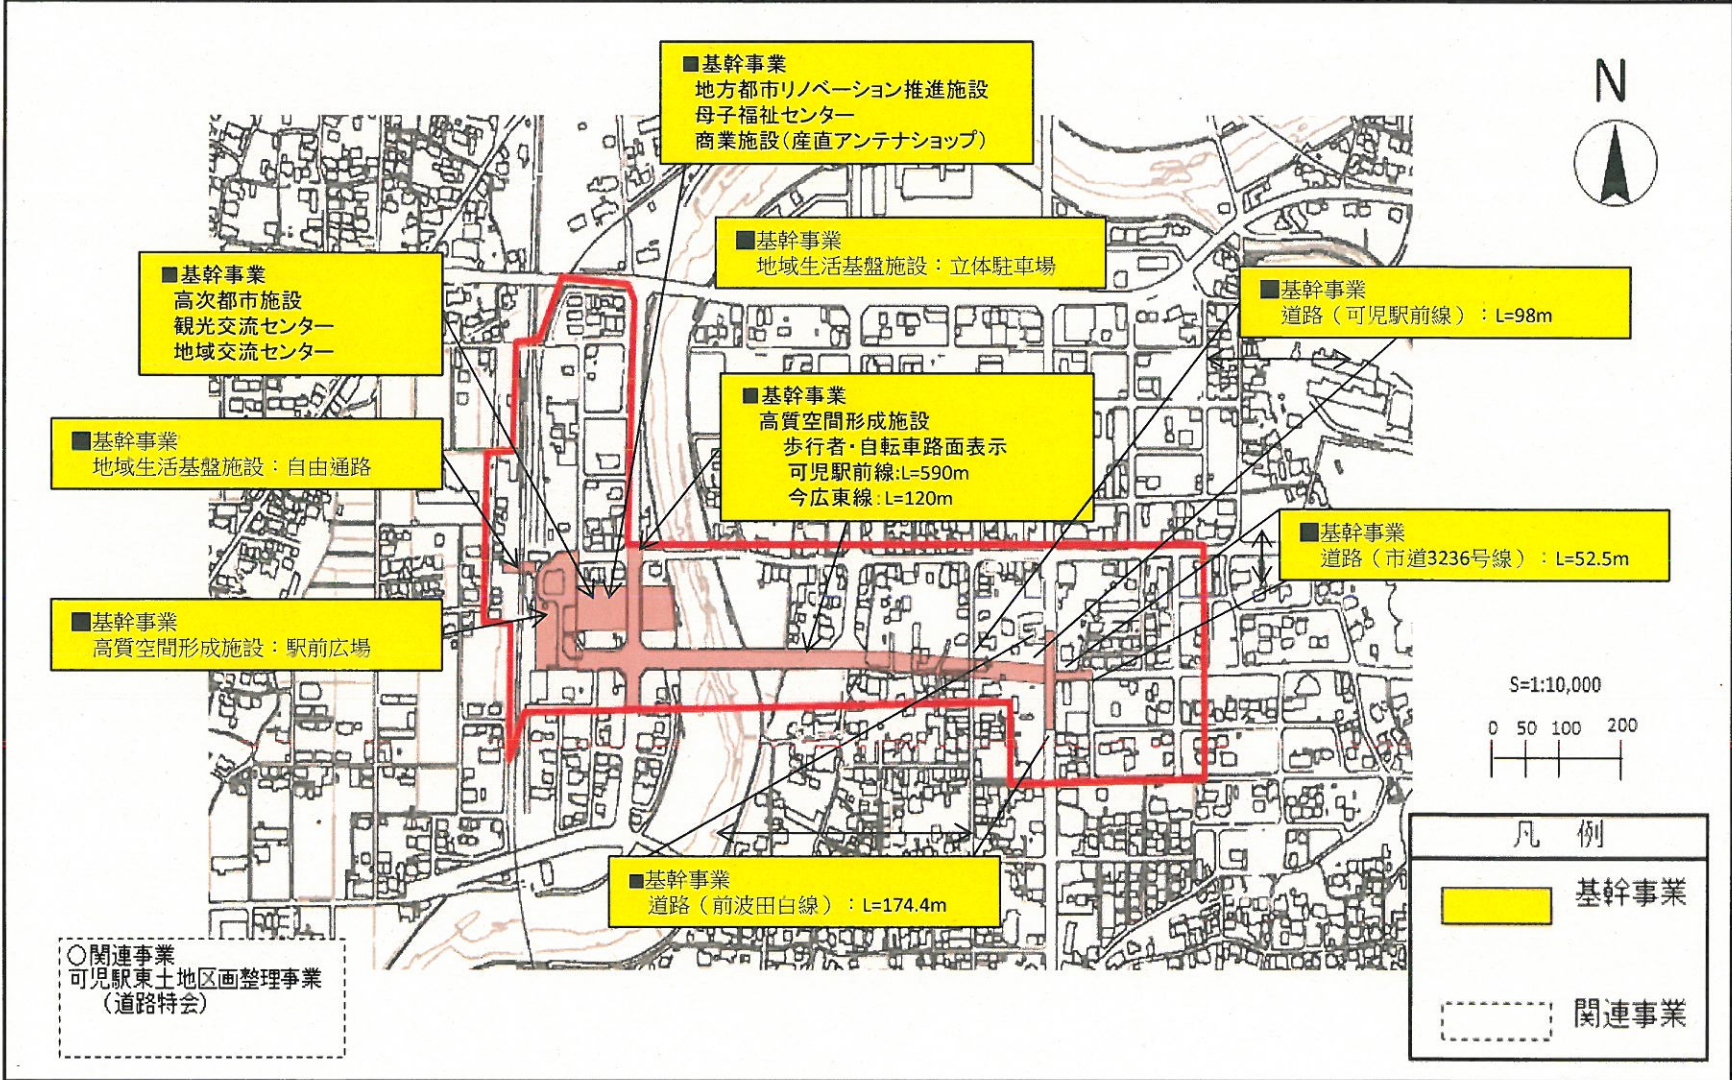 ■基幹事業
地方都市リノベーション推進施設
母子福祉センター
商業施設(産直アンテナショップ)
N
■基幹事業
地域生活基盤施設：立体駐車場
■基幹事業
高次都市施設
観光交流センター
地域交流センター
■基幹事業
道路（可児駅前線）：L=98m
■基幹事業
高質空間形成施設
歩行者・自転車路面表示
可児駅前線:L=590m
今広東線:L=120m
■基幹事業
地域生活基盤施設：自由通路
■基幹事業
道路（市道3236号線）：L=52.5m
■基幹事業
高質空間形成施設：駅前広場
S=1:10,000
0 50 100 200
■基幹事業
道路（前波田白線）：L=174.4m
凡 例
基幹事業
関連事業
○関連事業
可児駅東土地区画整理事業
（道路特会）